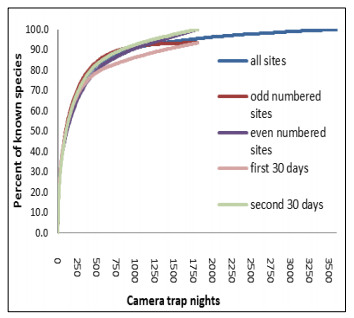 100.0
90.0
80.0
70.0
60.0
50.0
40.0
30.0
20.0
10.0
0.0
Percent of known species
all sites
odd numbered
sites
even numbered
sites
first 30 days
second 30 days
0
250
500
750
1000
1250
1500
1750
2000
2250
2500
2750
3000
3250
3500
Camera trap nights